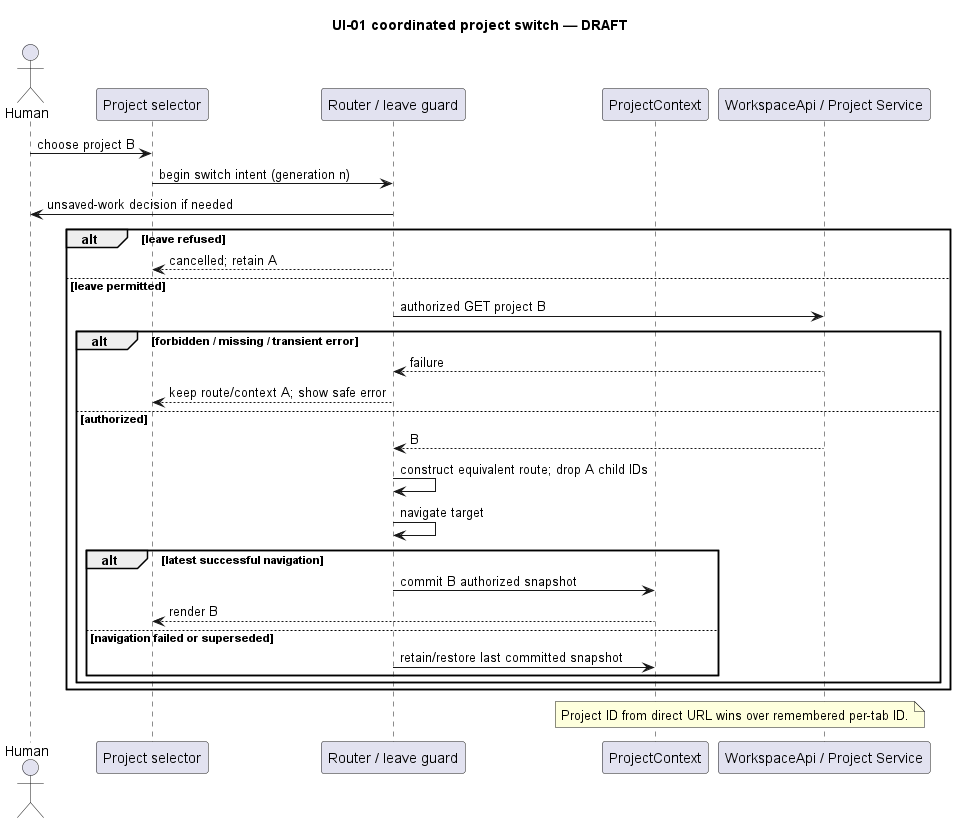 UI-01 coordinated project switch — DRAFT
Human
Project selector
Router / leave guard
ProjectContext
WorkspaceApi / Project Service
choose project B
begin switch intent (generation n)
unsaved-work decision if needed
alt
[leave refused]
cancelled; retain A
[leave permitted]
authorized GET project B
alt
[forbidden / missing / transient error]
failure
keep route/context A; show safe error
[authorized]
B
construct equivalent route; drop A child IDs
navigate target
alt
[latest successful navigation]
commit B authorized snapshot
render B
[navigation failed or superseded]
retain/restore last committed snapshot
Project ID from direct URL wins over remembered per-tab ID.
Human
Project selector
Router / leave guard
ProjectContext
WorkspaceApi / Project Service